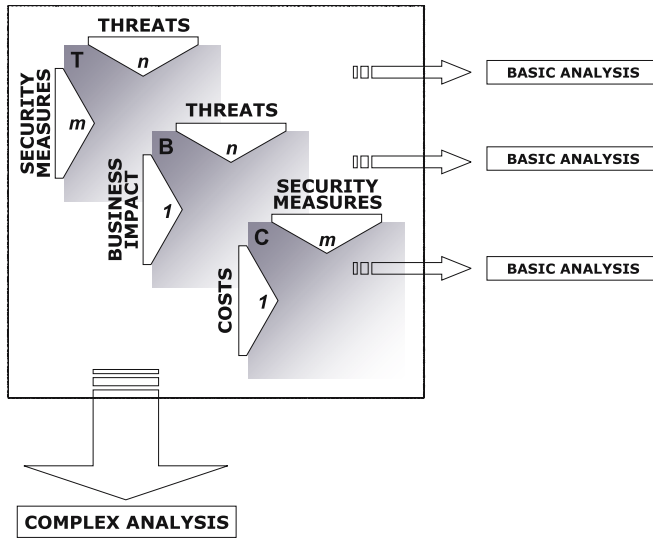 THREATS
T
n
SECURITY
MEASURES
m
BASIC ANALYSIS
THREATS
B
n
BUSINESS
IMPACT
1
BASIC ANALYSIS
SECURITY
MEASURES
C
m
COSTS
1
BASIC ANALYSIS
COMPLEX ANALYSIS